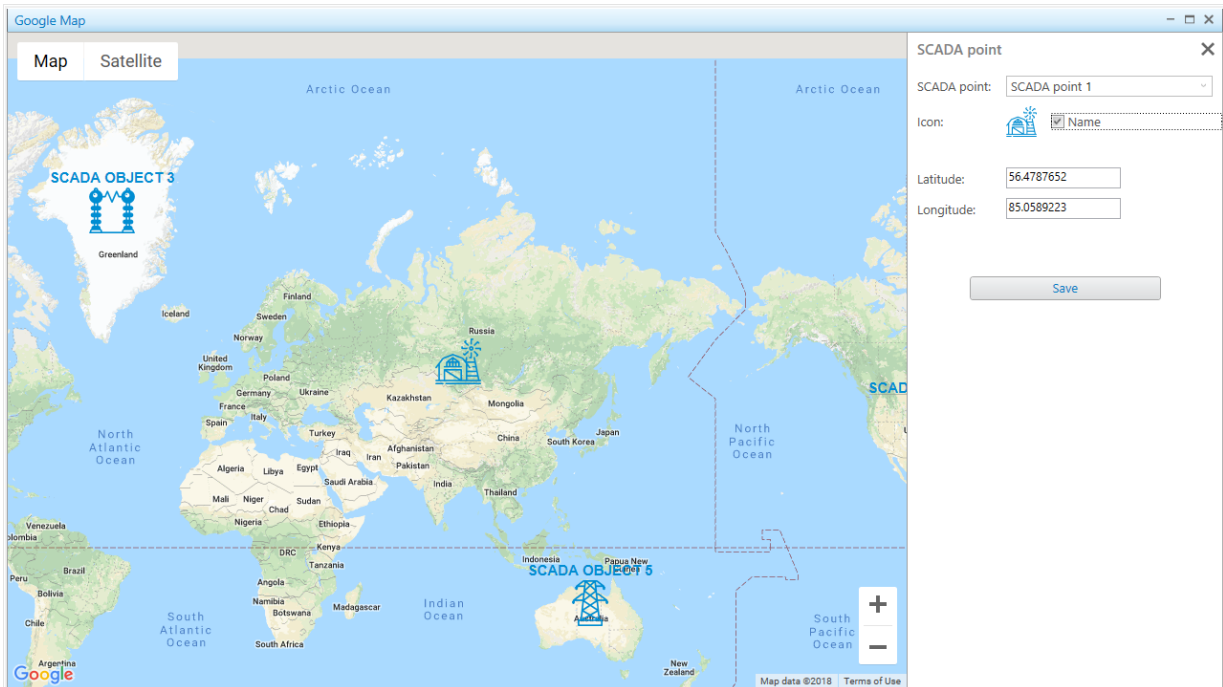 Google Map
Map Satellite
SCADA point
SCADA point: SCADA point 1
Icon: Name
Latitude: 56.4787652
Longitude: 85.0589223
Save
Arctic Ocean
Arctic Ocean
SCADA OBJECT 3
Greenland
Iceland
Finland
Sweden
Norway
Russia
United
Kingdom
Poland
Germany
Ukraine
France
Kazakhstan
Mongolia
SCAD
Spain
Italy
Turkey
North
Atlantic
Ocean
China
South Korea
Japan
North
Pacific
Ocean
Iraq
Iran
Afghanistan
Pakistan
Algeria
Libya
Egypt
Saudi Arabia
India
Thailand
Mali
Niger
Chad
Sudan
Nigeria
Ethiopia
Venezuela
olombia
DRC
Kenya
Tanzania
Indonesia
Papua New
SCADA OBJECT 5
Peru
Brazil
Bolivia
Angola
Namibia
Botswana
Madagascar
Indian
Ocean
Chile
South
Atlantic
Ocean
South Africa
South
Pacific
Ocean
Argentina
New
Zealand
Google
Map data ©2018 Terms of Use